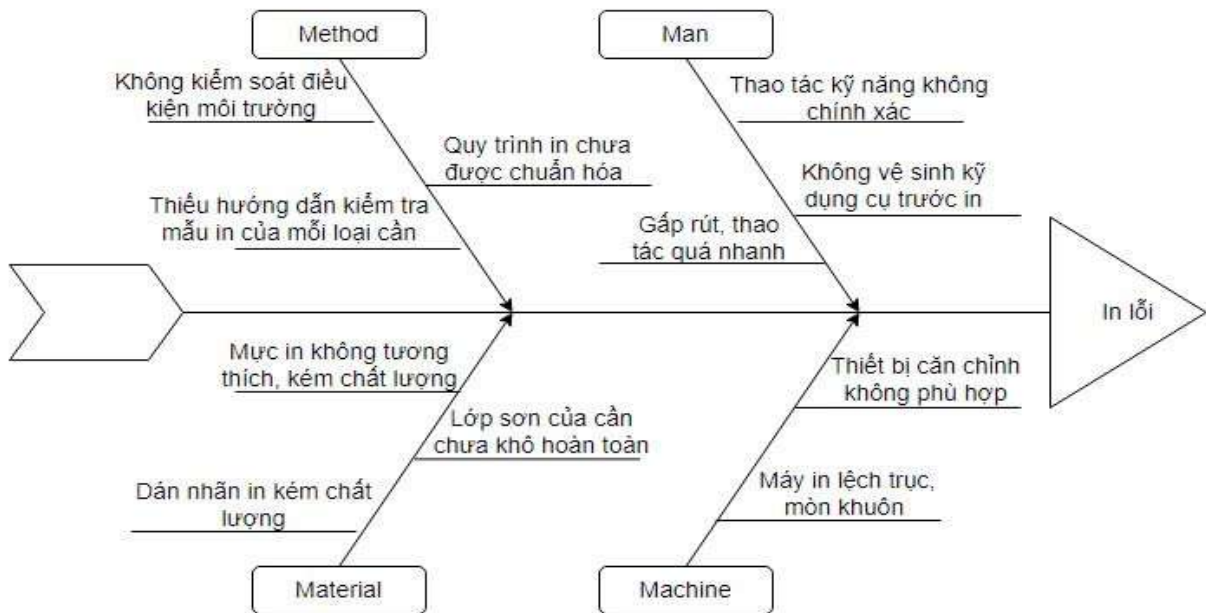 Method
Man
Không kiểm soát điều
kiện môi trường
Thao tác kỹ năng không
chính xác
Quy trình in chưa
được chuẩn hóa
Không vệ sinh kỹ
dụng cụ trước in
Thiếu hướng dẫn kiểm tra
mẫu in của mỗi loại cần
Gấp rút, thao
tác quá nhanh
In lỗi
Mực in không tương
thích, kém chất lượng
Thiết bị căn chỉnh
không phù hợp
Lớp sơn của cần
chưa khô hoàn toàn
Dán nhãn in kém chất
lượng
Máy in lệch trục,
mòn khuôn
Material
Machine